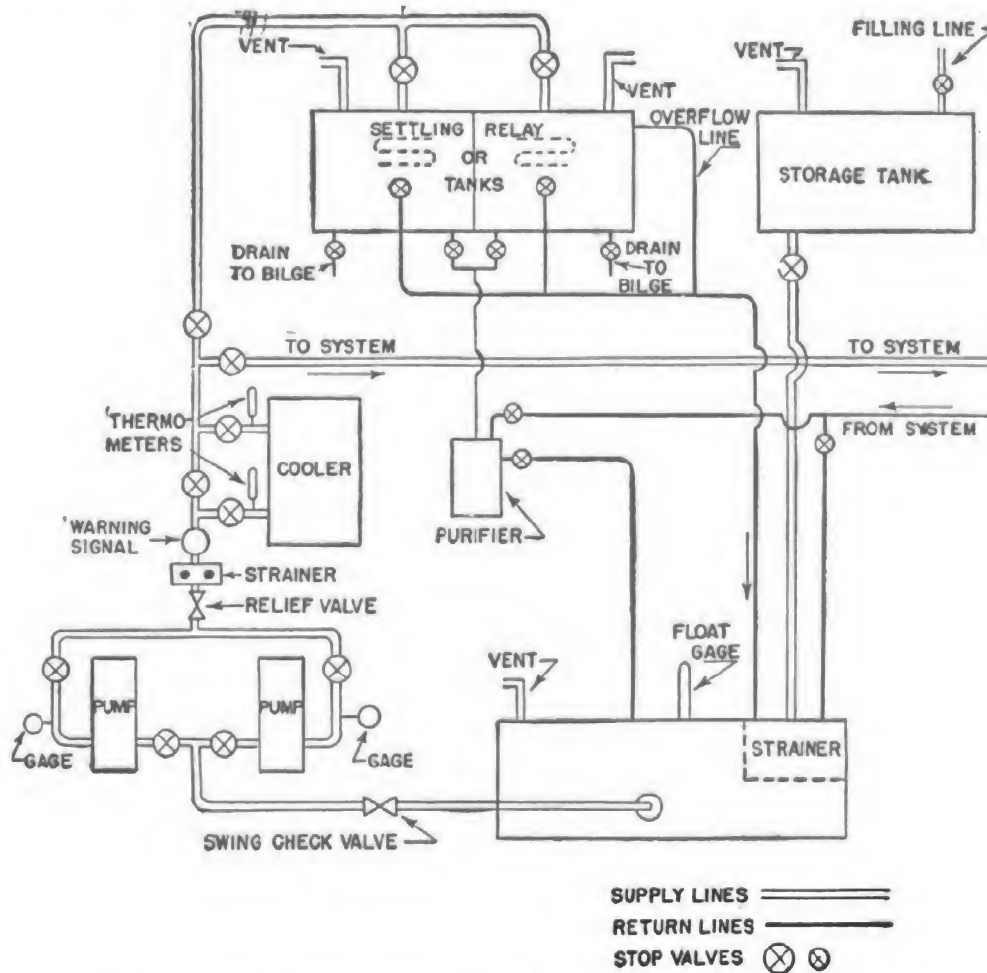 VENT
VENT
OVERFLOW
LINE
VENT
FILLING LINE
SETTLING RELAY
OR
TANKS
STORAGE TANK
DRAIN
TO BILGE
DRAIN
TO
BILGE
TO SYSTEM
TO SYSTEM
THERMO
METERS
COOLER
FROM SYSTEM
PURIFIER
WARNING
SIGNAL
STRAINER
RELIEF VALVE
FLOAT
GAGE
VENT
PUMP
PUMP
STRAINER
GAGE
GAGE
SWING CHECK VALVE
SUPPLY LINES
RETURN LINES
STOP VALVES